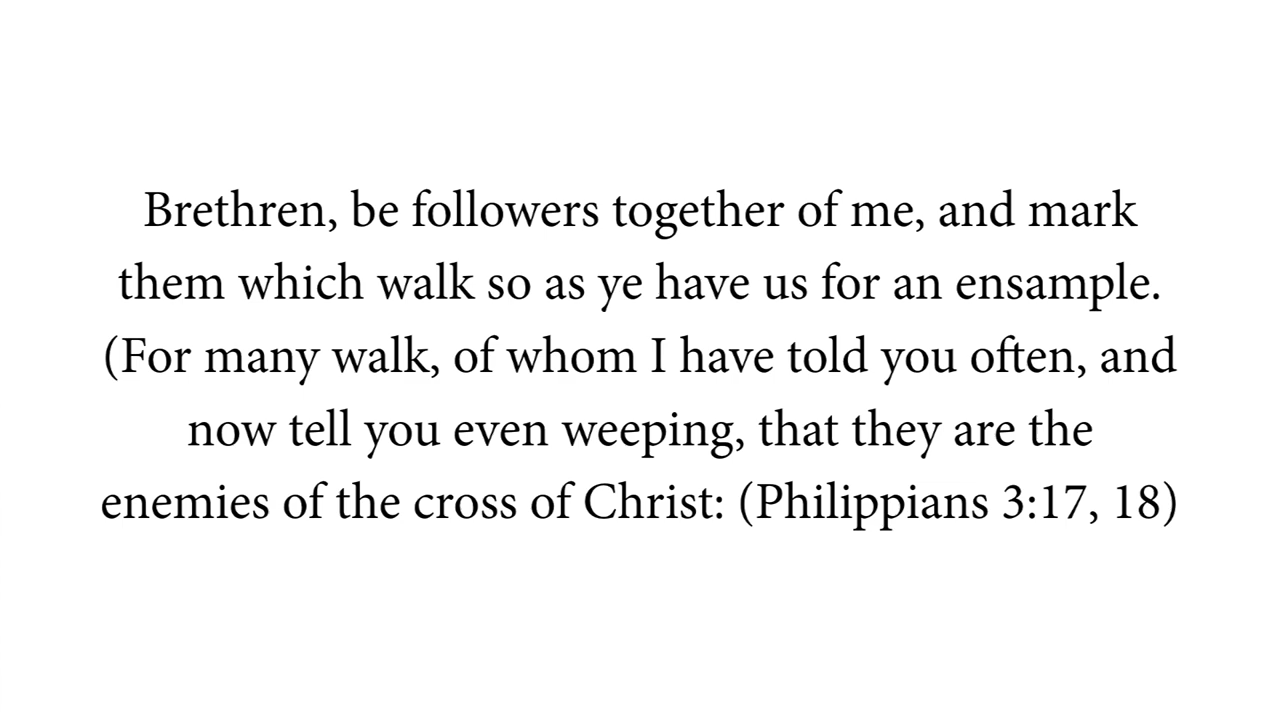 Brethren, be followers together of me, and mark
them which walk so as ye have us for an ensample.
(For many walk, of whom I have told you often, and
now tell you even weeping, that they are the
enemies of the cross of Christ: (Philippians 3:17, 18)